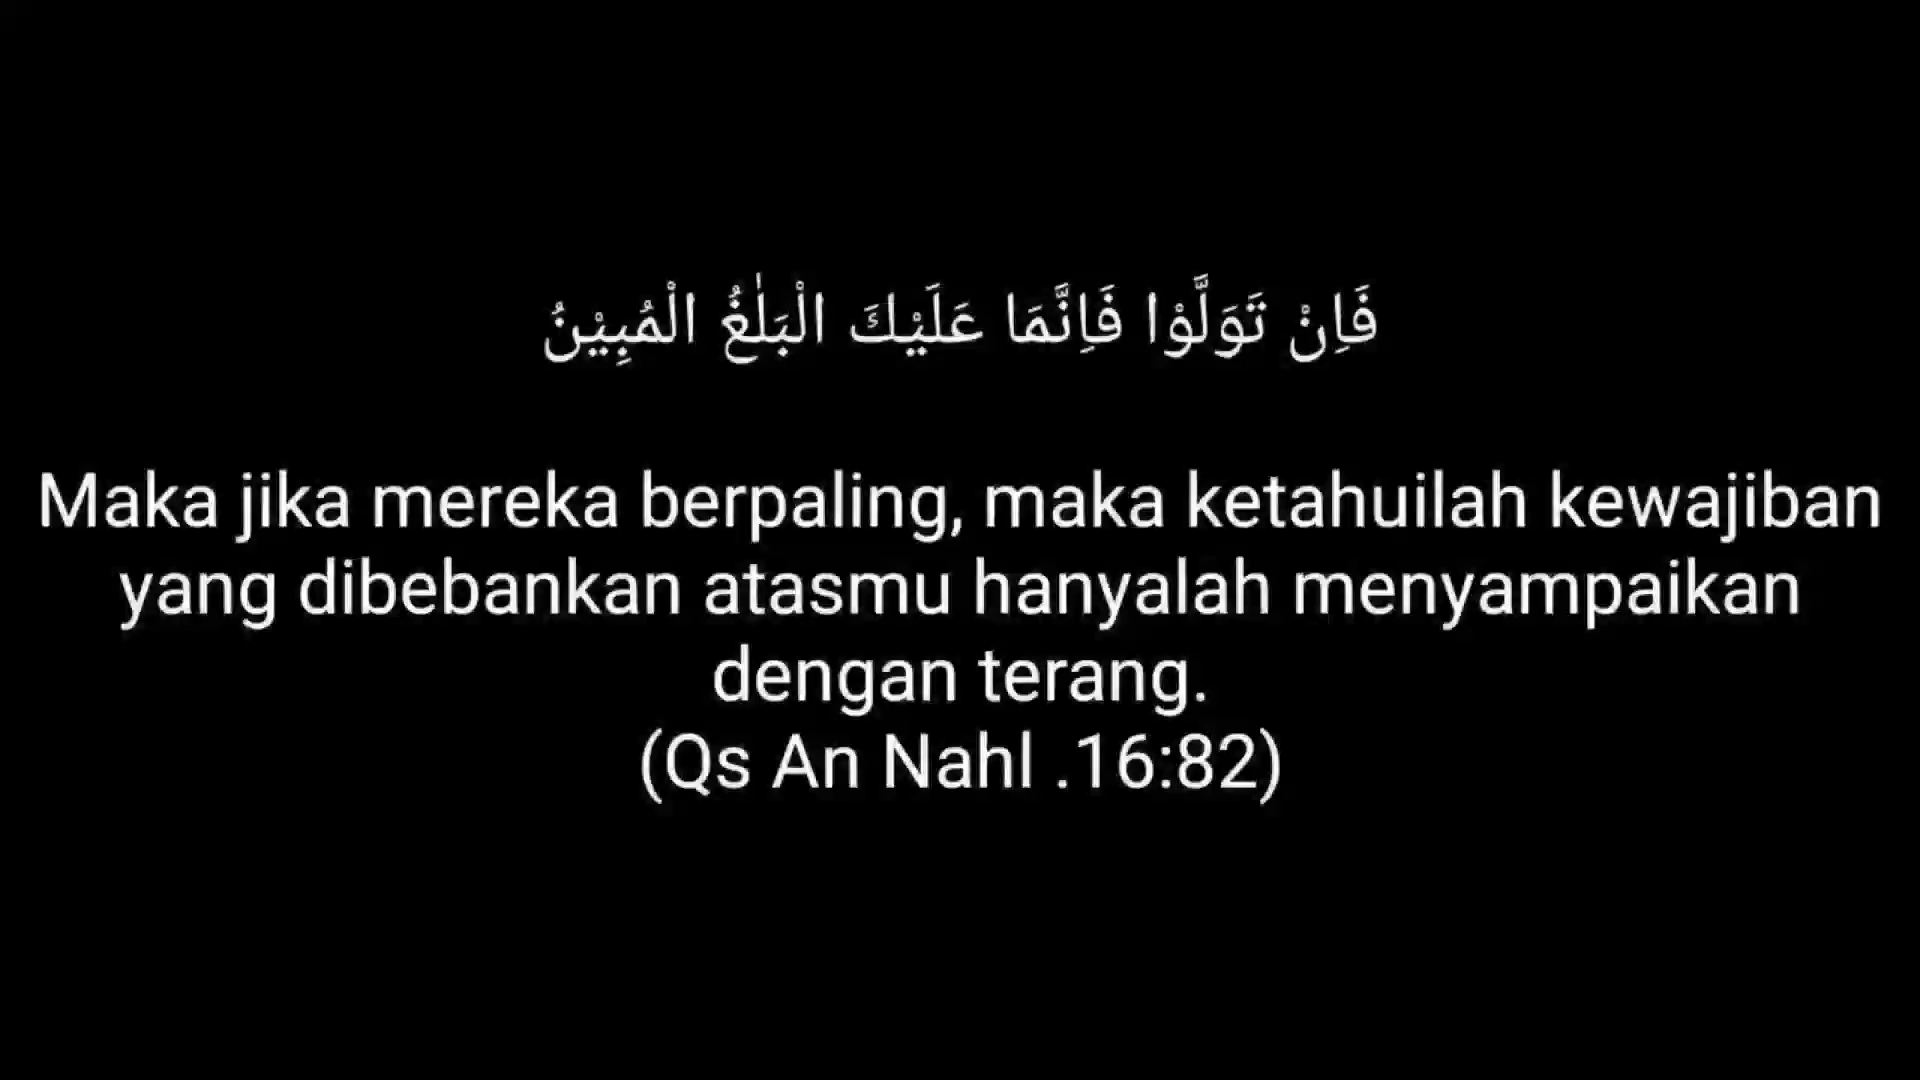 فَاِنْ تَوَلَّوْا فَاِنَّمَا عَلَيْكَ الْبَلٰغُ الْمُبِيْنُ
Maka jika mereka berpaling, maka ketahuilah kewajiban
yang dibebankan atasmu hanyalah menyampaikan
dengan terang.
(Qs An Nahl .16:82)